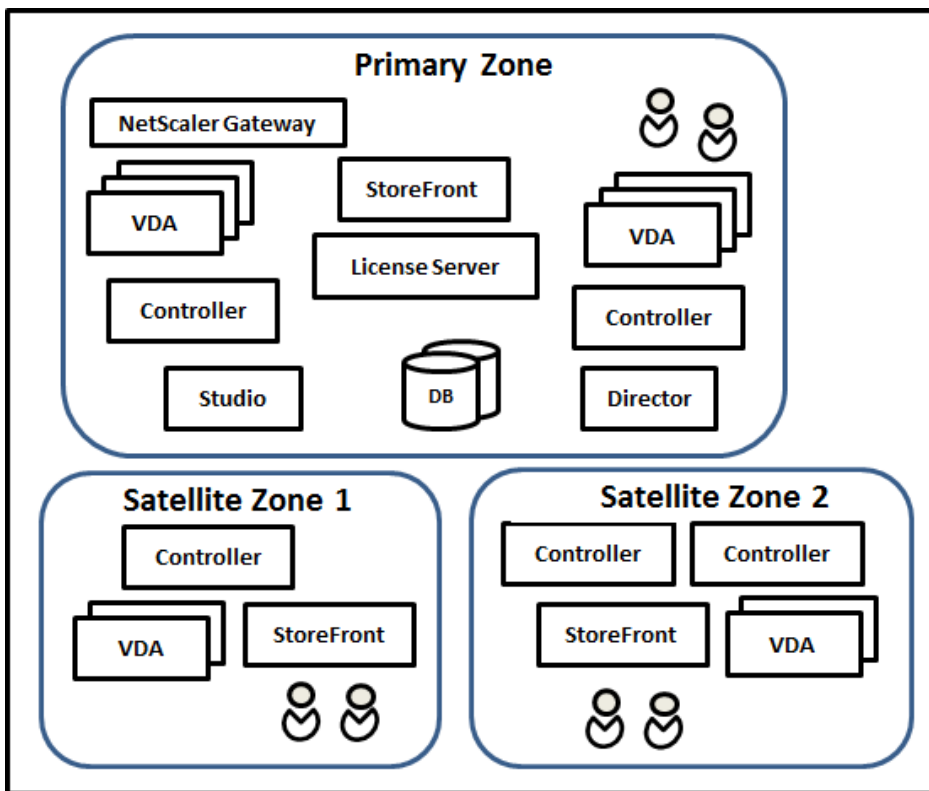 Primary Zone
NetScaler Gateway
StoreFront
VDA
VDA
License Server
Controller
Controller
Studio
DB
Director
Satellite Zone 1
Controller
VDA
StoreFront
Satellite Zone 2
Controller
Controller
StoreFront
VDA